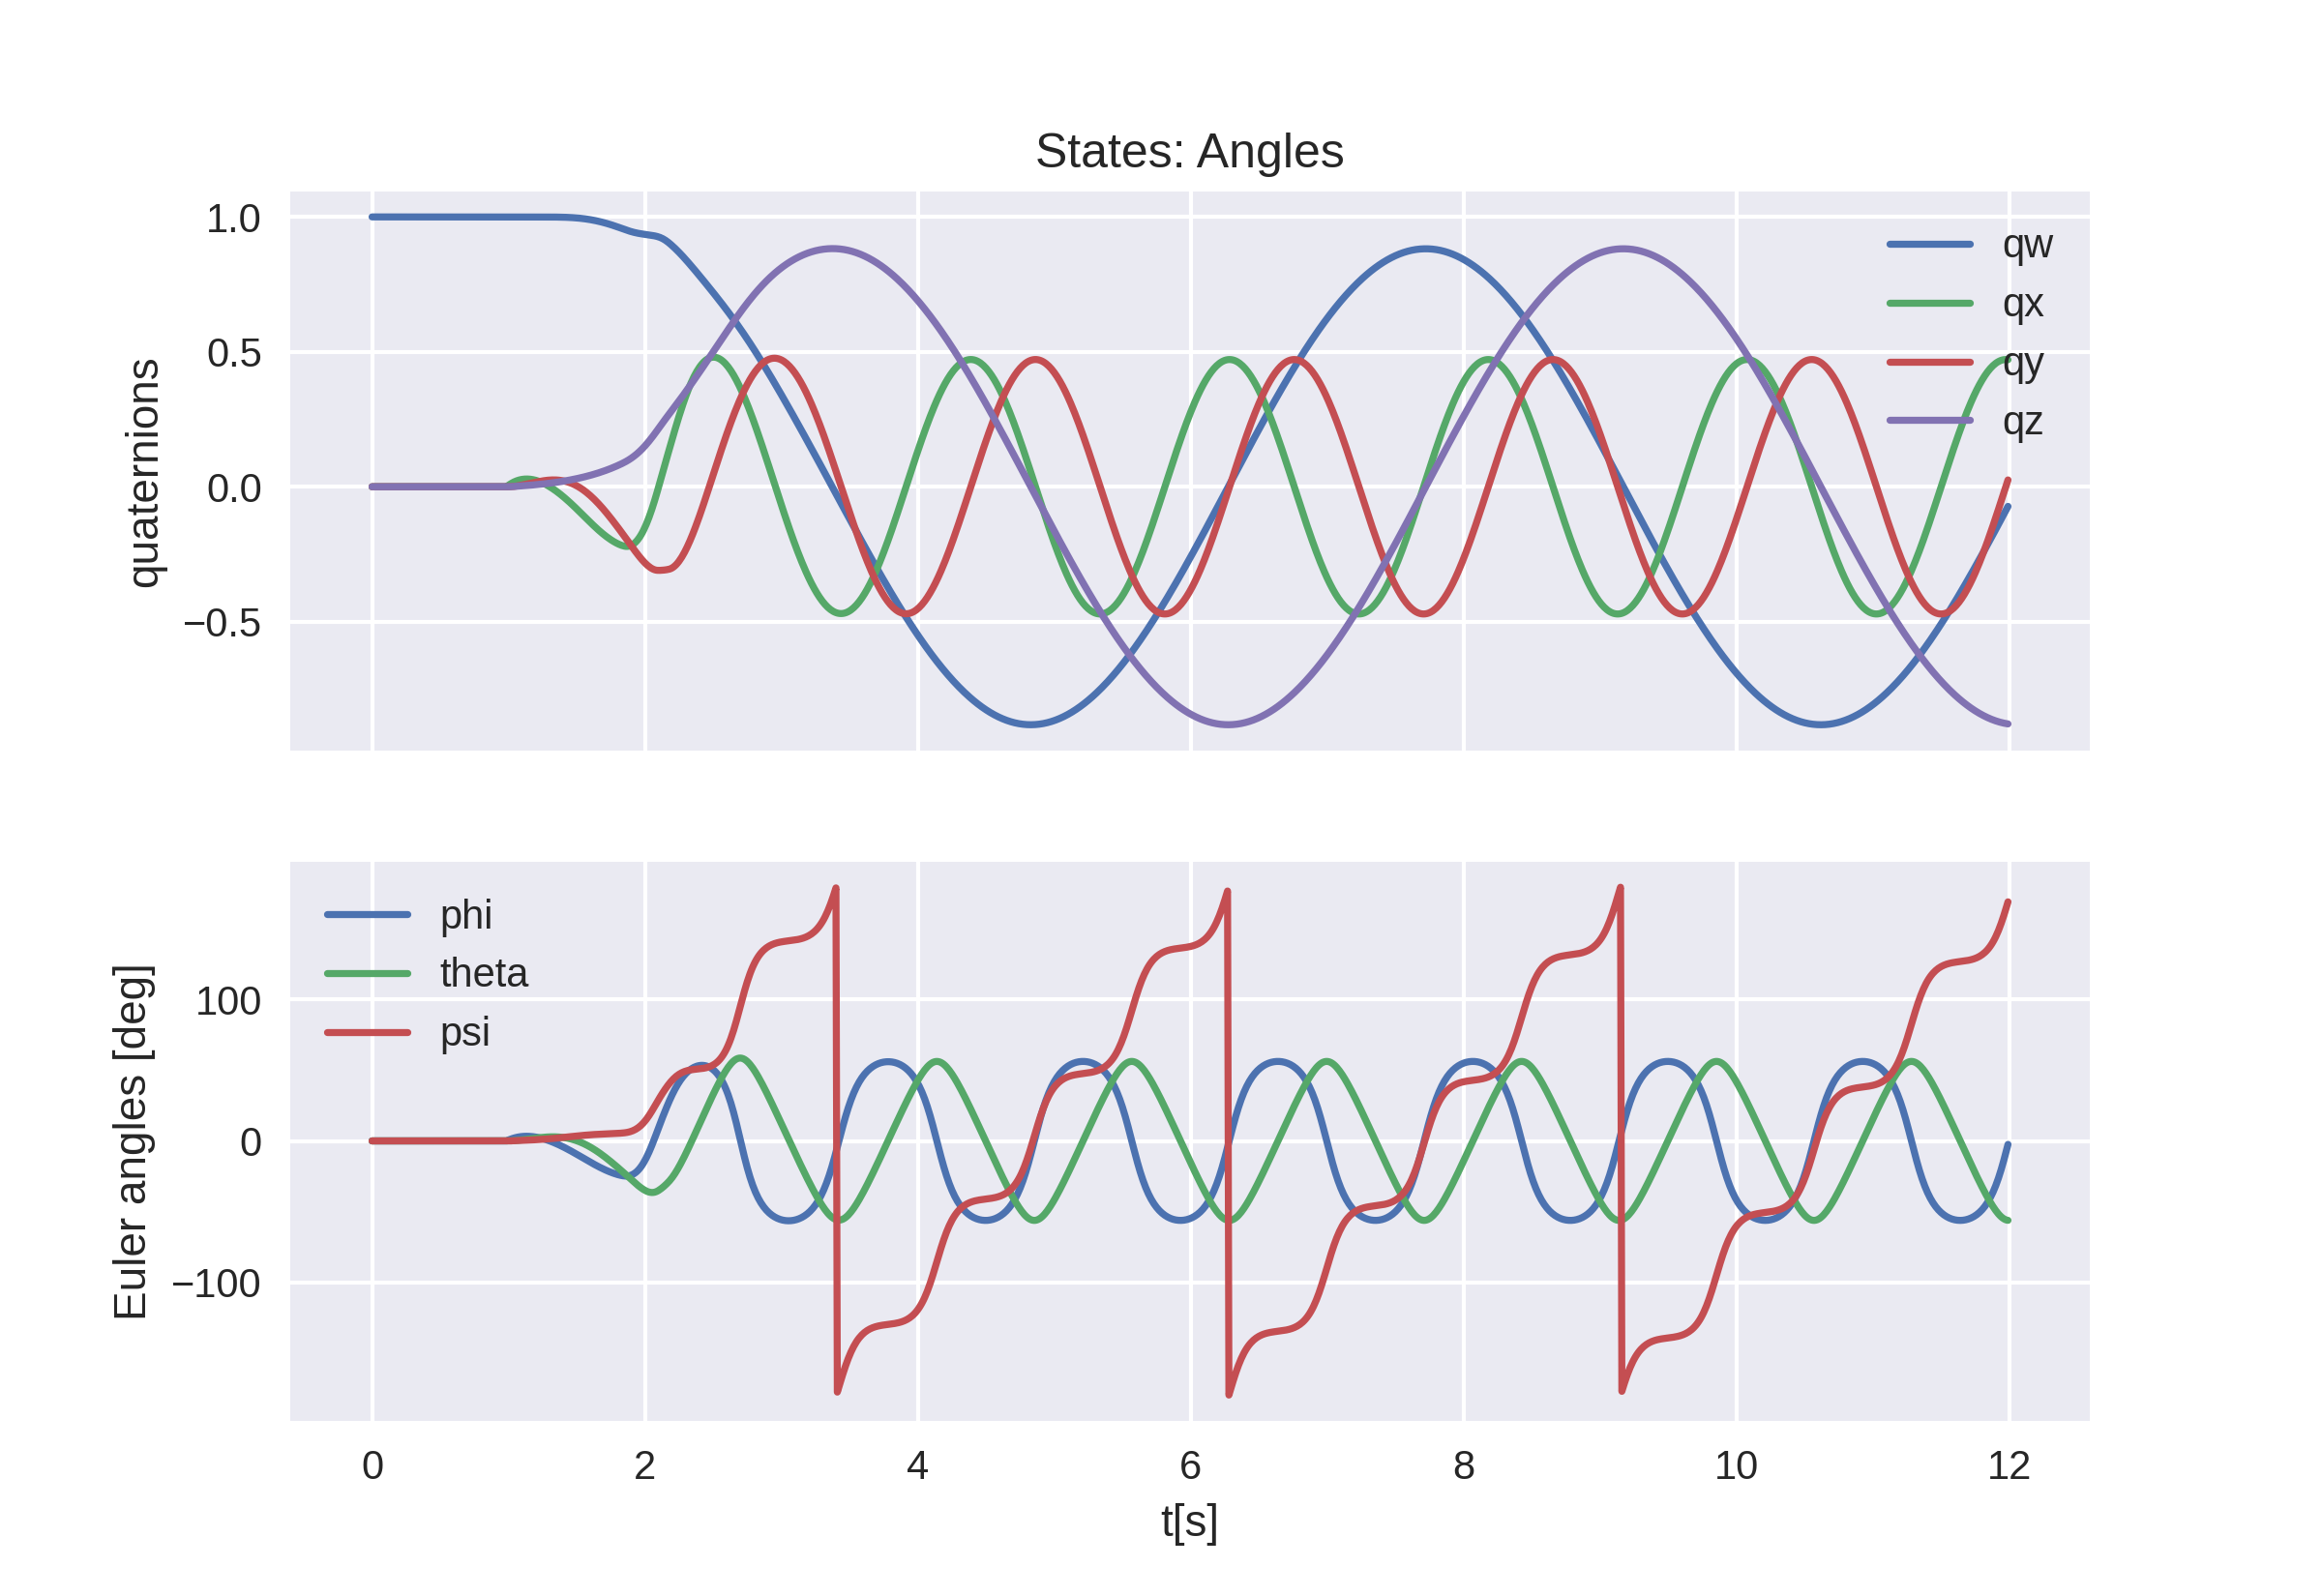 States: Angles
quaternions
1.0
0.5
0.0
−0.5
qw
qx
qy
qz
Euler angles [deg]
100
0
−100
phi
theta
psi
0 2 4 6 8 10 12
t[s]